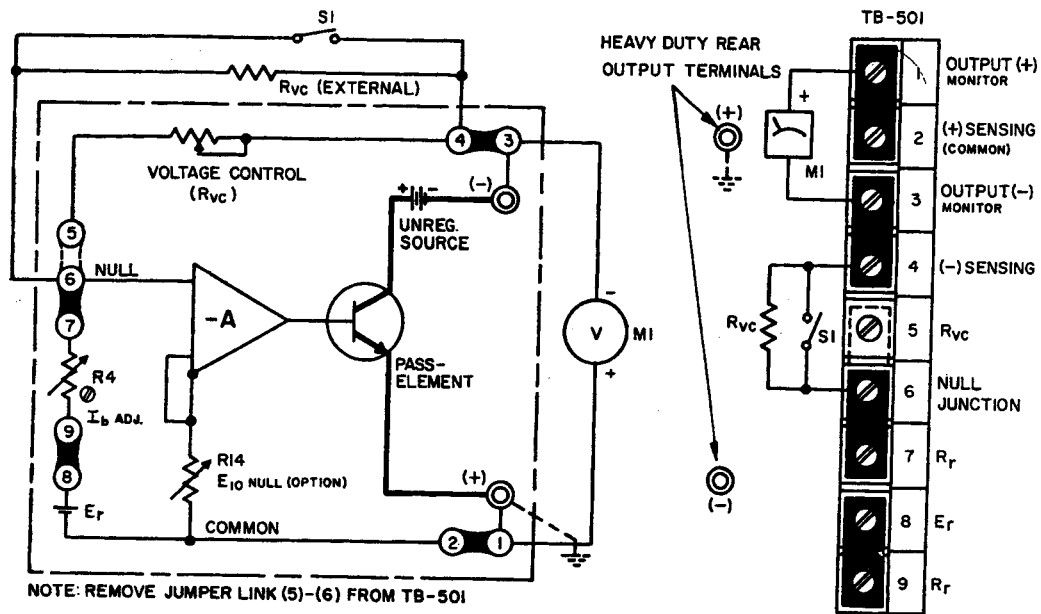 S1
RVC (EXTERNAL)
4
3
VOLTAGE CONTROL
(RVC)
(-)
+
-
UNREG.
SOURCE
5
6
NULL
7
-A
R4
Ib ADJ.
PASS-
ELEMENT
-
V
M1
+
9
8
R14
E10 NULL (OPTION)
(+)
Er
COMMON
2
1
NOTE: REMOVE JUMPER LINK (5)-(6) FROM TB-501
HEAVY DUTY REAR
OUTPUT TERMINALS
(+)
(-)
+
M1
RVC
S1
TB-501
1 OUTPUT (+)
MONITOR
2 (+) SENSING
(COMMON)
3 OUTPUT (-)
MONITOR
4 (-) SENSING
5 RVC
6 NULL
JUNCTION
7 Rr
8 Er
9 Rr